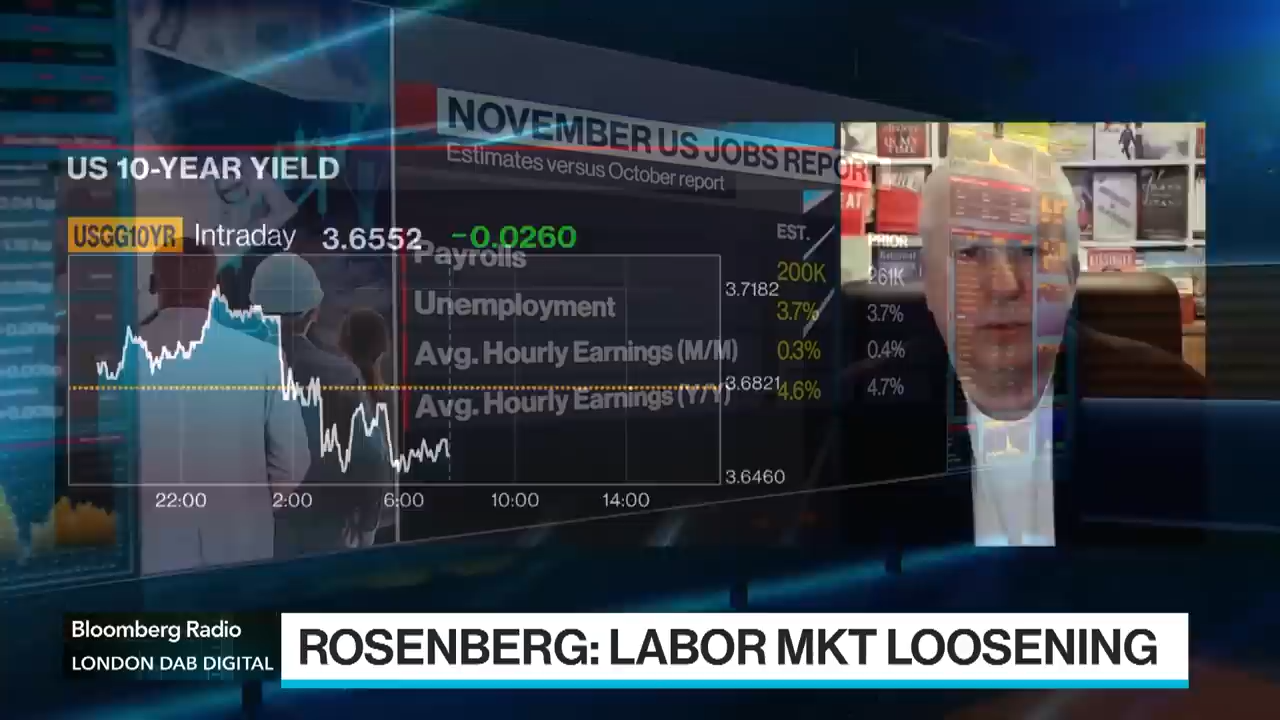 NOVEMBER US JOBS REPORT
Estimates versus October report
US 10-YEAR YIELD
USGG10YR Intraday 3.6552 -0.0260
EST. PRIOR
Payrolls 200K 261K
Unemployment 3.7% 3.7%
Avg. Hourly Earnings (M/M) 0.3% 0.4%
Avg. Hourly Earnings (Y/Y) 4.6% 4.7%
3.7182
3.6821
3.6460
22:00 2:00 6:00 10:00 14:00
Bloomberg Radio
LONDON DAB DIGITAL
ROSENBERG: LABOR MKT LOOSENING